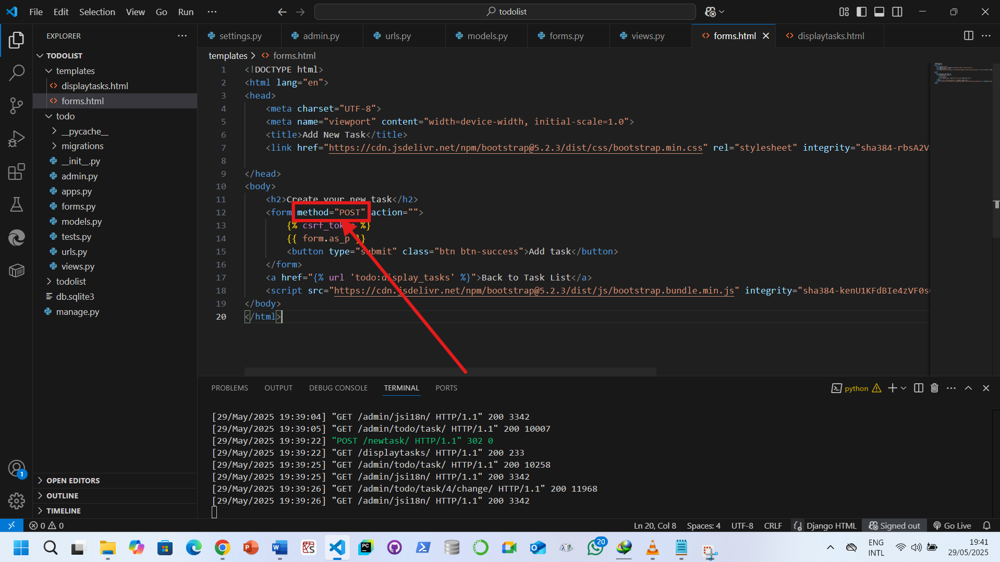 File Edit Selection View Go Run ··· todolist
EXPLORER ···
TODOLIST
templates
displaytasks.html
forms.html
todo
__pycache__
migrations
__init__.py
admin.py
apps.py
forms.py
models.py
tests.py
urls.py
views.py
todolist
db.sqlite3
manage.py
OPEN EDITORS
OUTLINE
TIMELINE
settings.py admin.py urls.py models.py forms.py views.py forms.html displaytasks.html
templates > forms.html
1 <!DOCTYPE html>
2 <html lang="en">
3 <head>
4 <meta charset="UTF-8">
5 <meta name="viewport" content="width=device-width, initial-scale=1.0">
6 <title>Add New Task</title>
7 <link href="https://cdn.jsdelivr.net/npm/bootstrap@5.2.3/dist/css/bootstrap.min.css" rel="stylesheet" integrity="sha384-rbsA2V
8
9 </head>
10 <body>
11 <h2>Create your new task</h2>
12 <form method="POST" action="">
13 {% csrf_token %}
14 {{ form.as_p }}
15 <button type="submit" class="btn btn-success">Add task</button>
16 </form>
17 <a href="{% url 'todo:display_tasks' %}">Back to Task List</a>
18 <script src="https://cdn.jsdelivr.net/npm/bootstrap@5.2.3/dist/js/bootstrap.bundle.min.js" integrity="sha384-kenU1KFdBIe4zVF0s
19 </body>
20 </html>
PROBLEMS OUTPUT DEBUG CONSOLE TERMINAL PORTS python
[29/May/2025 19:39:04] "GET /admin/jsi18n/ HTTP/1.1" 200 3342
[29/May/2025 19:39:05] "GET /admin/todo/task/ HTTP/1.1" 200 10007
[29/May/2025 19:39:22] "POST /newtask/ HTTP/1.1" 302 0
[29/May/2025 19:39:22] "GET /displaytasks/ HTTP/1.1" 200 233
[29/May/2025 19:39:25] "GET /admin/todo/task/ HTTP/1.1" 200 10258
[29/May/2025 19:39:25] "GET /admin/jsi18n/ HTTP/1.1" 200 3342
[29/May/2025 19:39:26] "GET /admin/todo/task/4/change/ HTTP/1.1" 200 11968
[29/May/2025 19:39:26] "GET /admin/jsi18n/ HTTP/1.1" 200 3342
1
0 0 Ln 20, Col 8 Spaces: 4 UTF-8 CRLF Django HTML Signed out Go Live
20
ENG 19:41
INTL 29/05/2025